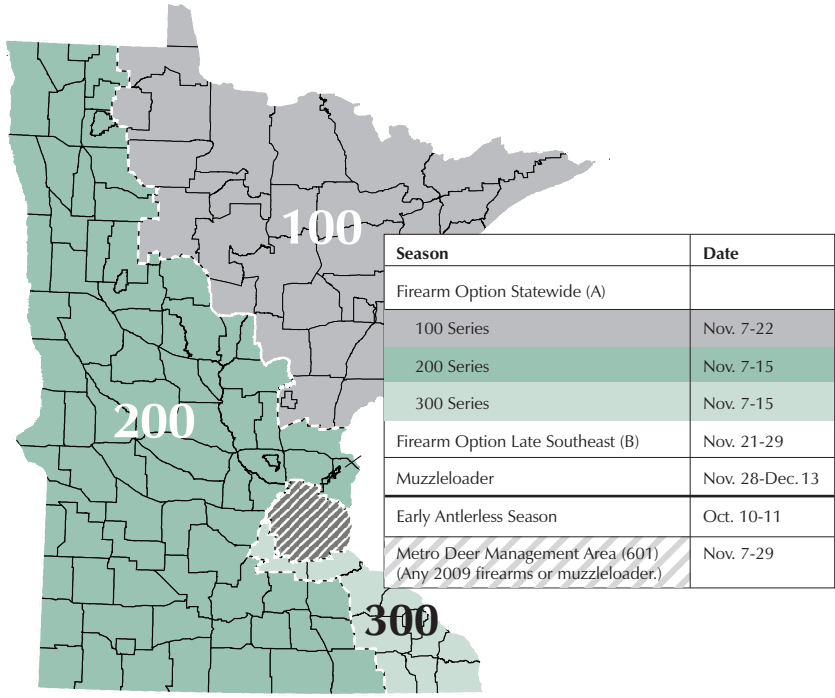 100
Season Date
Firearm Option Statewide (A)
100 Series Nov. 7-22
200 Series Nov. 7-15
300 Series Nov. 7-15
200
Firearm Option Late Southeast (B) Nov. 21-29
Muzzleloader Nov. 28-Dec. 13
Early Antlerless Season Oct. 10-11
Metro Deer Management Area (601) Nov. 7-29
(Any 2009 firearms or muzzleloader.)
300